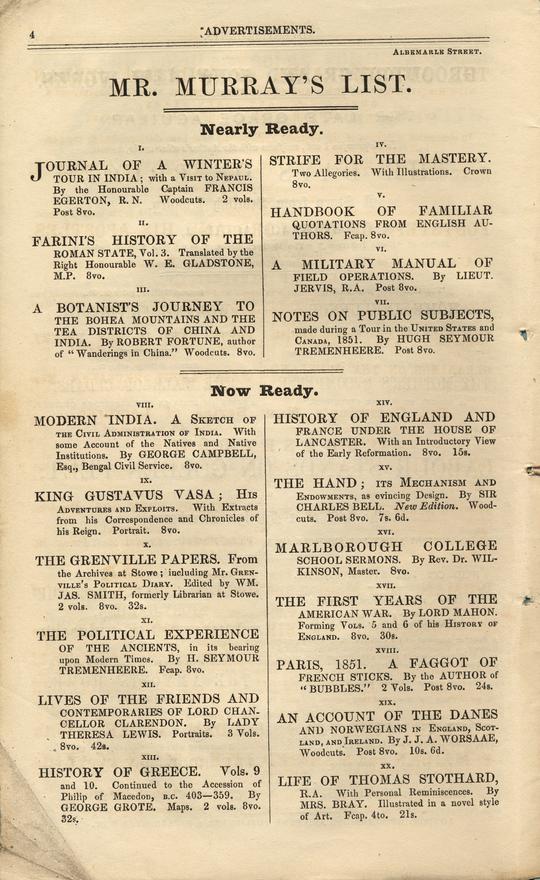 4
ADVERTISEMENTS.
ALBEMARLE STREET.
MR. MURRAY'S LIST.
Nearly Ready.
I.
JOURNAL OF A WINTER'S
TOUR IN INDIA; with a VISIT to NEPAUL.
By the Honourable Captain FRANCIS
EGERTON, R.N. Woodcuts. 2 vols.
Post 8vo.
II.
FARINI'S HISTORY OF THE
ROMAN STATE, Vol. 3. Translated by the
Right Honourable W. E. GLADSTONE,
M.P. 8vo.
III.
A BOTANIST'S JOURNEY TO
THE BOHEA MOUNTAINS AND THE
TEA DISTRICTS OF CHINA AND
INDIA. By ROBERT FORTUNE, author
of "Wanderings in China." Woodcuts. 8vo.
IV.
STRIFE FOR THE MASTERY.
Two Allegories. With Illustrations. Crown
8vo.
V.
HANDBOOK OF FAMILIAR
QUOTATIONS FROM ENGLISH AU-
THORS. Fcap. 8vo.
VI.
A MILITARY MANUAL OF
FIELD OPERATIONS. By LIEUT.
JERVIS, R.A. Post 8vo.
VII.
NOTES ON PUBLIC SUBJECTS,
made during a Tour in the UNITED STATES and
CANADA, 1851. By HUGH SEYMOUR
TREMENHEERE. Post 8vo.
Now Ready.
VIII.
MODERN INDIA. A SKETCH OF
THE CIVIL ADMINISTRATION OF INDIA. With
some Account of the Natives and Native
Institutions. By GEORGE CAMPBELL,
Esq., Bengal Civil Service. 8vo.
IX.
KING GUSTAVUS VASA; HIS
ADVENTURES AND EXPLOITS. With Extracts
from his Correspondence and Chronicles of
his Reign. Portrait. 8vo.
X.
THE GRENVILLE PAPERS. From
the Archives at Stowe; including MR. GREN-
VILLE'S POLITICAL DIARY. Edited by WM.
JAS. SMITH, formerly Librarian at Stowe.
2 vols. 8vo. 32s.
XI.
THE POLITICAL EXPERIENCE
OF THE ANCIENTS, in its bearing
upon Modern Times. By H. SEYMOUR
TREMENHEERE. Fcap. 8vo.
XII.
LIVES OF THE FRIENDS AND
CONTEMPORARIES OF LORD CHAN-
CELLOR CLARENDON. By LADY
THERESA LEWIS. Portraits. 3 Vols.
8vo. 42s.
XIII.
HISTORY OF GREECE. Vols. 9
and 10. Continued to the Accession of
Philip of Macedon, B.C. 403—359. By
GEORGE GROTE. Maps. 2 vols. 8vo.
32s.
XIV.
HISTORY OF ENGLAND AND
FRANCE UNDER THE HOUSE OF
LANCASTER. With an Introductory View
of the Early Reformation. 8vo. 15s.
XV.
THE HAND; ITS MECHANISM AND
ENDOWMENTS, as evincing Design. By SIR
CHARLES BELL. New Edition. Wood-
cuts. Post 8vo. 7s. 6d.
XVI.
MARLBOROUGH COLLEGE
SCHOOL SERMONS. By Rev. Dr. WIL-
KINSON, Master. 8vo.
XVII.
THE FIRST YEARS OF THE
AMERICAN WAR. By LORD MAHON.
Forming VOLS. 5 and 6 of his HISTORY OF
ENGLAND. 8vo. 30s.
XVIII.
PARIS, 1851. A FAGGOT OF
FRENCH STICKS. By the AUTHOR of
"BUBBLES." 2 Vols. Post 8vo. 24s.
XIX.
AN ACCOUNT OF THE DANES
AND NORWEGIANS IN ENGLAND, SCOT-
LAND, AND IRELAND. By J. J. A. WORSAAE,
Woodcuts. Post 8vo. 10s. 6d.
XX.
LIFE OF THOMAS STOTHARD,
R.A. With Personal Reminiscences. By
MRS. BRAY. Illustrated in a novel style
of Art. Fcap. 4to. 21s.